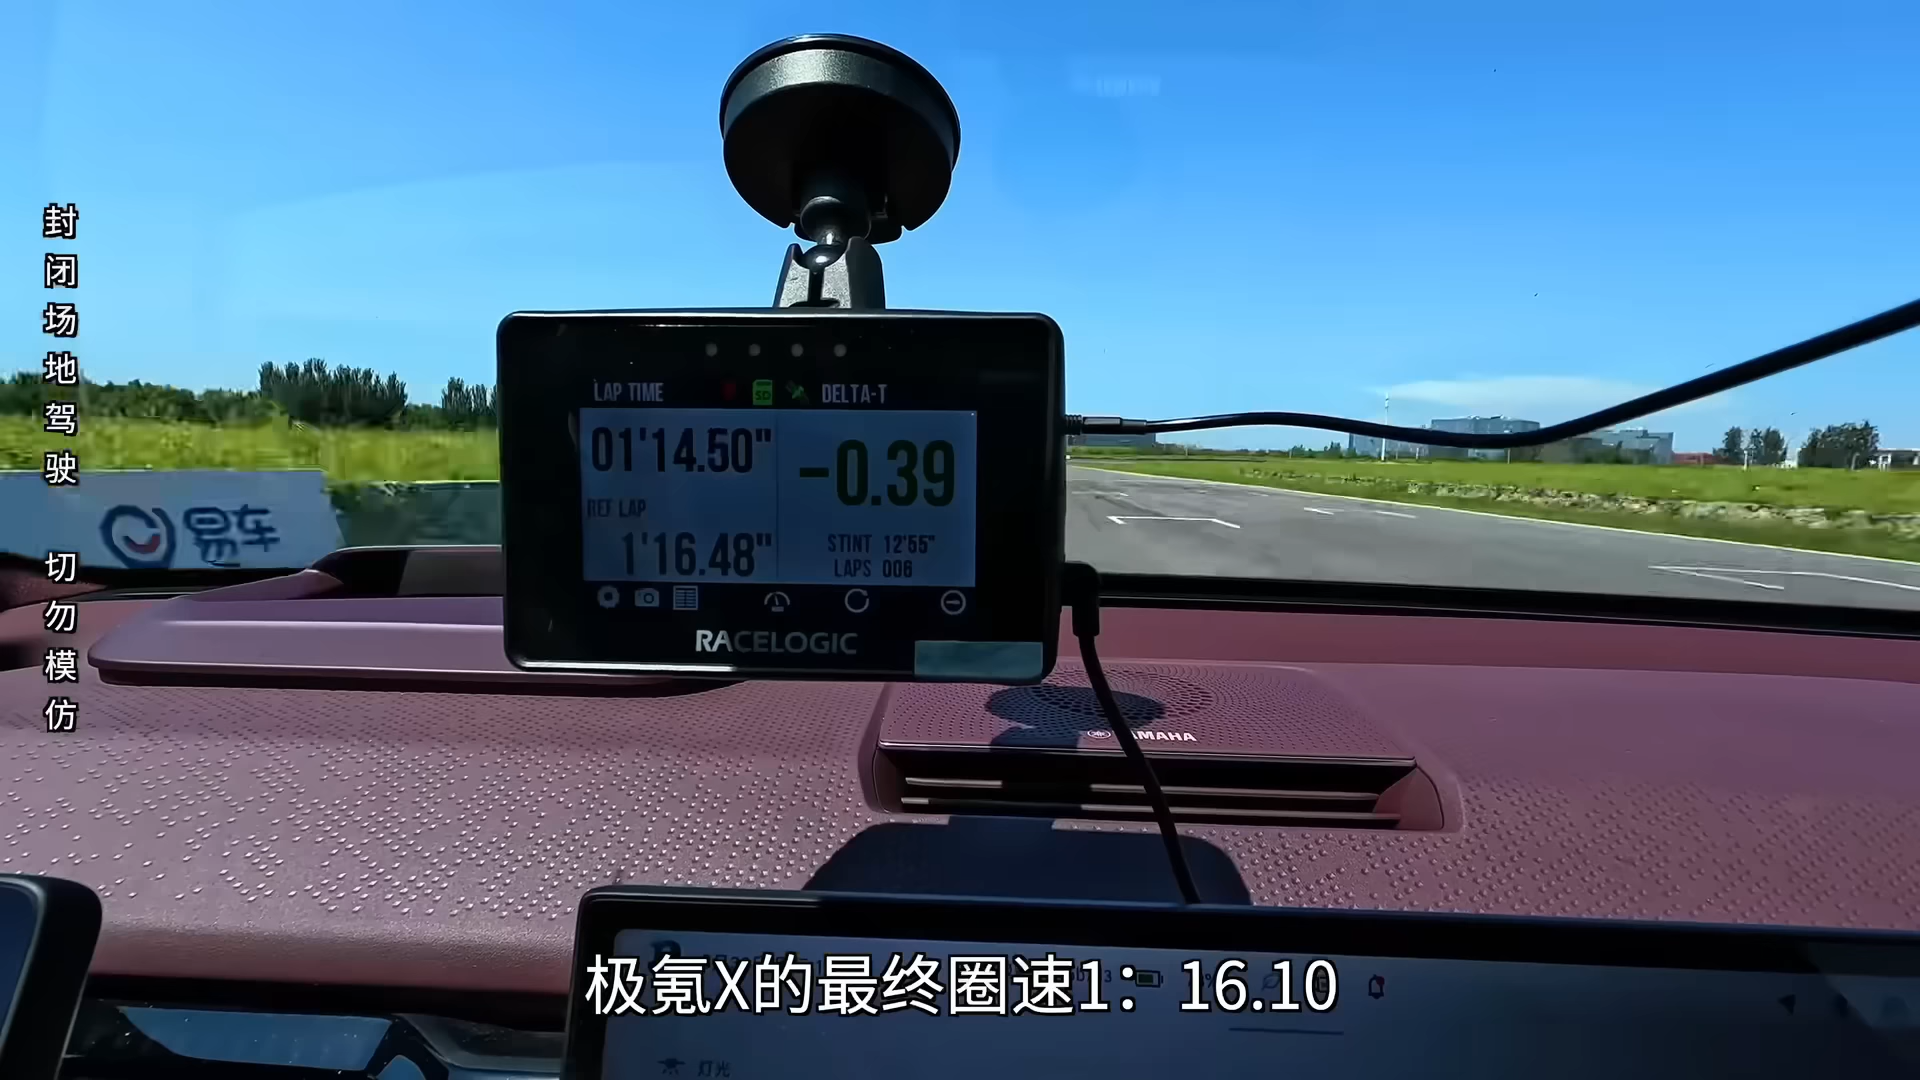 封闭场地驾驶 切勿模仿
LAP TIME
SD
DELTA-T
01'14.50"
-0.39
REF LAP
1'16.48"
STINT 12'55"
LAPS 006
RACELOGIC
易车
YAMAHA
极氪X的最终圈速1：16.10
灯光